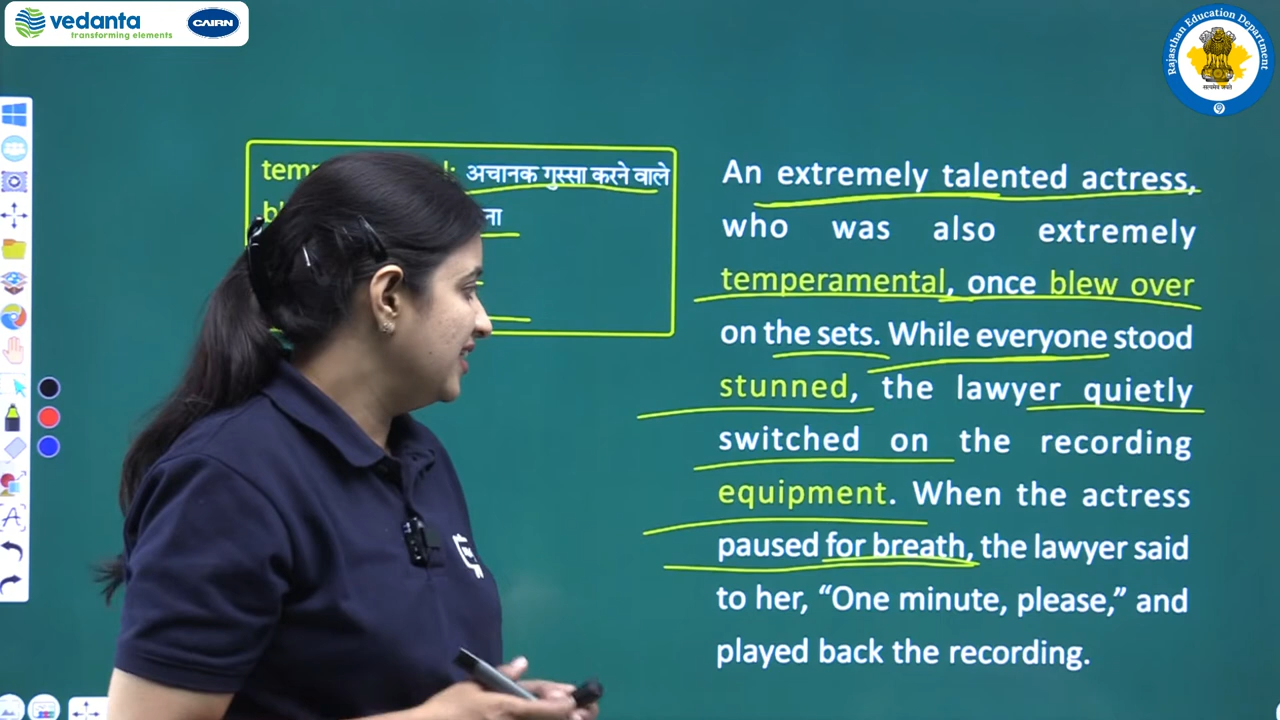 vedanta
transforming elements
CAIRN
Rajasthan Education Department
सत्यमेव जयते
अचानक गुस्सा करने वाले
An extremely talented actress,
who was also extremely
temperamental, once blew over
on the sets. While everyone stood
stunned, the lawyer quietly
switched on the recording
equipment. When the actress
paused for breath, the lawyer said
to her, “One minute, please,” and
played back the recording.